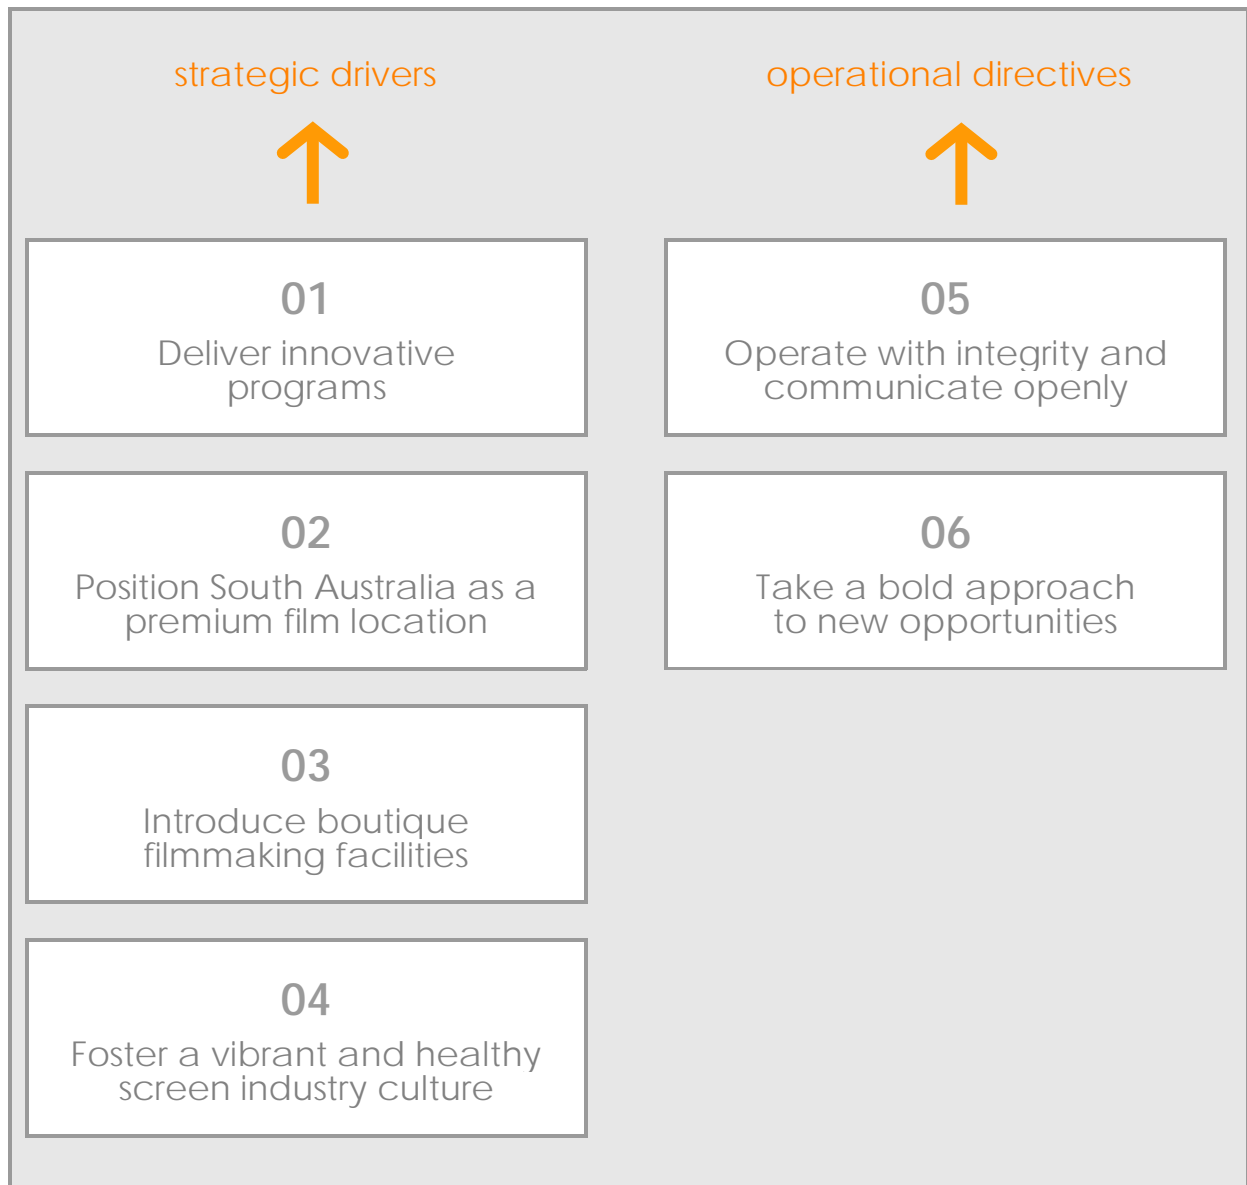 strategic drivers
operational directives
01
Deliver innovative
programs
02
Position South Australia as a
premium film location
03
Introduce boutique
filmmaking facilities
04
Foster a vibrant and healthy
screen industry culture
05
Operate with integrity and
communicate openly
06
Take a bold approach
to new opportunities